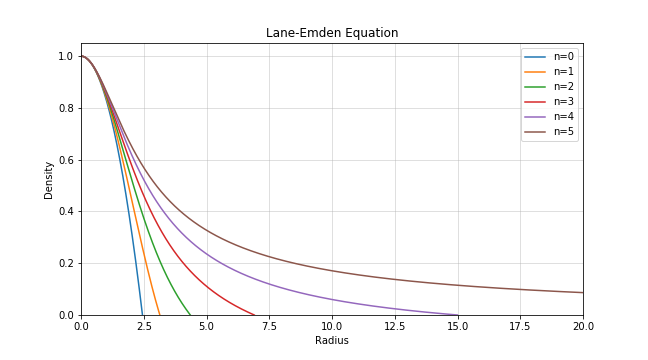 Lane-Emden Equation
1.0
0.8
0.6
0.4
0.2
0.0
Density
n=0
n=1
n=2
n=3
n=4
n=5
0.0 2.5 5.0 7.5 10.0 12.5 15.0 17.5 20.0
Radius